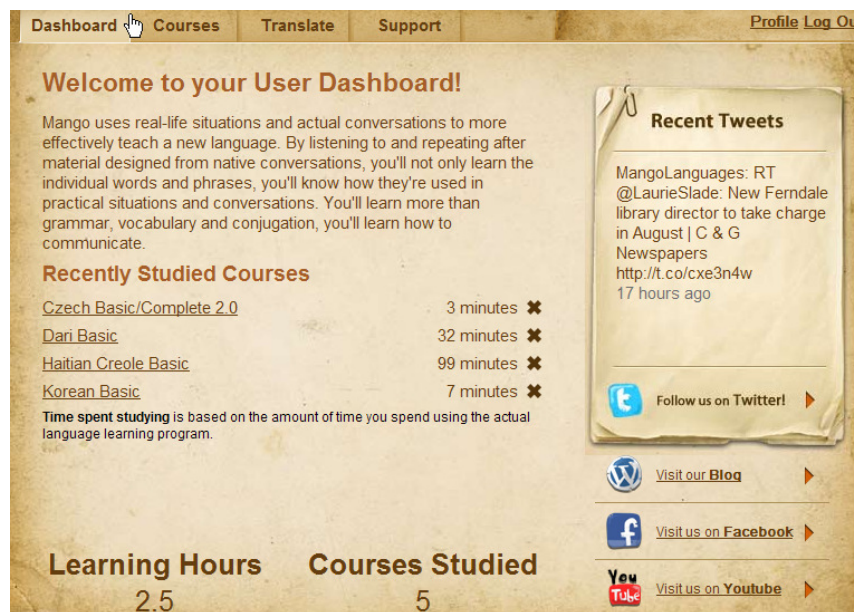 Dashboard Courses Translate Support
Profile Log Ou
Welcome to your User Dashboard!
Mango uses real-life situations and actual conversations to more
effectively teach a new language. By listening to and repeating after
material designed from native conversations, you'll not only learn the
individual words and phrases, you'll know how they're used in
practical situations and conversations. You'll learn more than
grammar, vocabulary and conjugation, you'll learn how to
communicate.
Recently Studied Courses
Czech Basic/Complete 2.0 3 minutes ✖
Dari Basic 32 minutes ✖
Haitian Creole Basic 99 minutes ✖
Korean Basic 7 minutes ✖
Time spent studying is based on the amount of time you spend using the actual
language learning program.
Learning Hours Courses Studied
2.5 5
Recent Tweets
MangoLanguages: RT
@LaurieSlade: New Ferndale
library director to take charge
in August | C & G
Newspapers
http://t.co/cxe3n4w
17 hours ago
Follow us on Twitter!
Visit our Blog
Visit us on Facebook
You
Tube
Visit us on Youtube